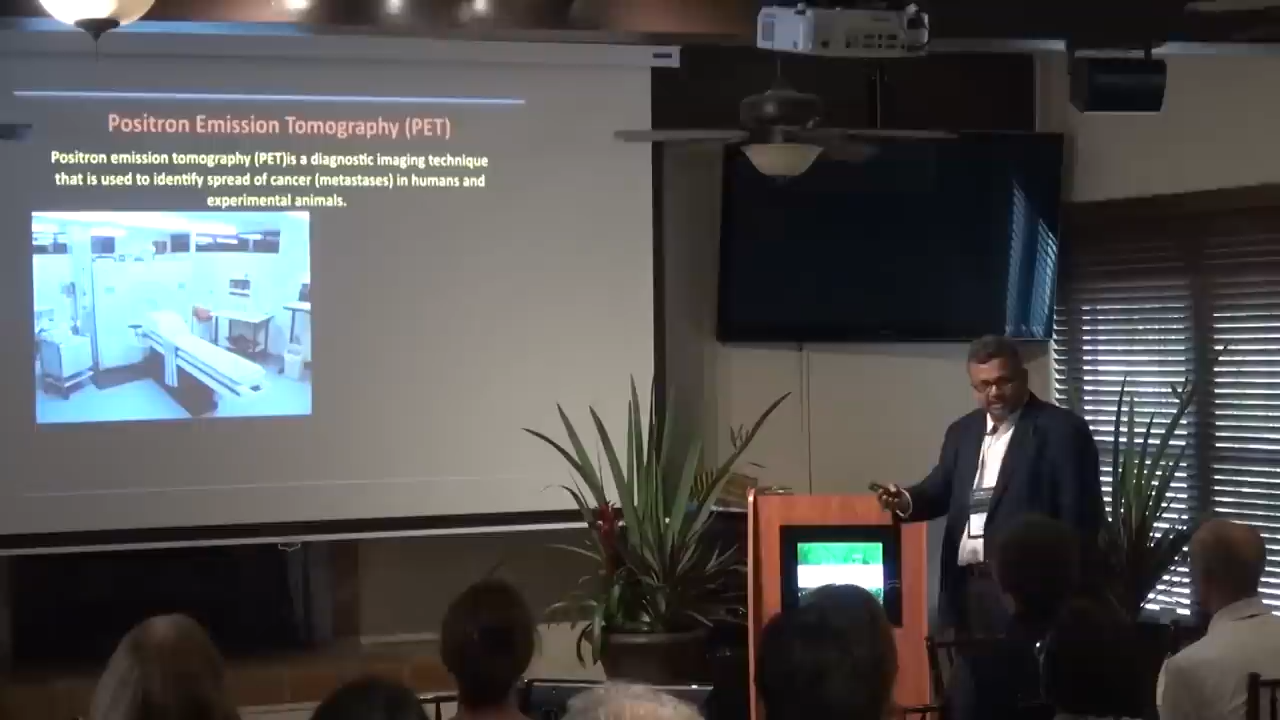 Positron Emission Tomography (PET)
Positron emission tomography (PET)is a diagnostic imaging technique
that is used to identify spread of cancer (metastases) in humans and
experimental animals.